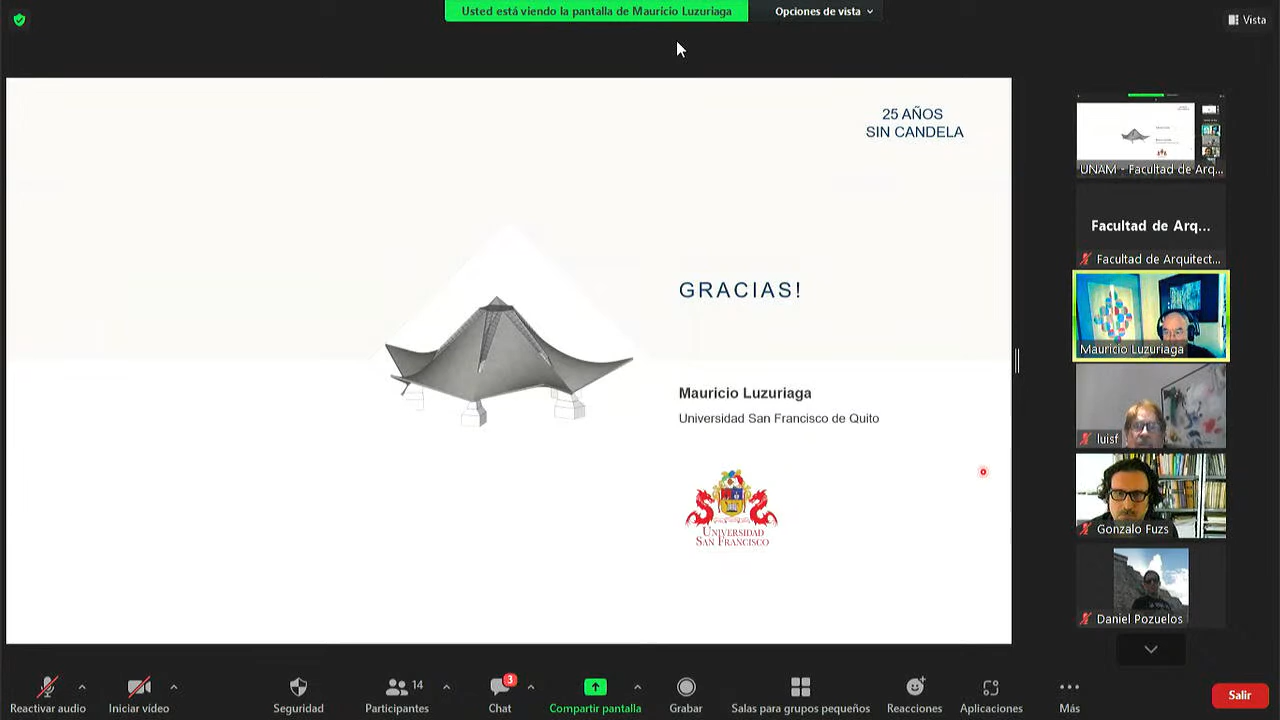 Usted está viendo la pantalla de Mauricio Luzuriaga
Opciones de vista
Vista
25 AÑOS
SIN CANDELA
GRACIAS!
Mauricio Luzuriaga
Universidad San Francisco de Quito
UNIVERSIDAD
SAN FRANCISCO
UNAM - Facultad de Arq...
Facultad de Arq...
Facultad de Arquitect...
Mauricio Luzuriaga
luisf
Gonzalo Fuzs
Daniel Pozuelos
Reactivar audio
Iniciar vídeo
Seguridad
14
Participantes
3
Chat
Compartir pantalla
Grabar
Salas para grupos pequeños
Reacciones
Aplicaciones
Más
Salir